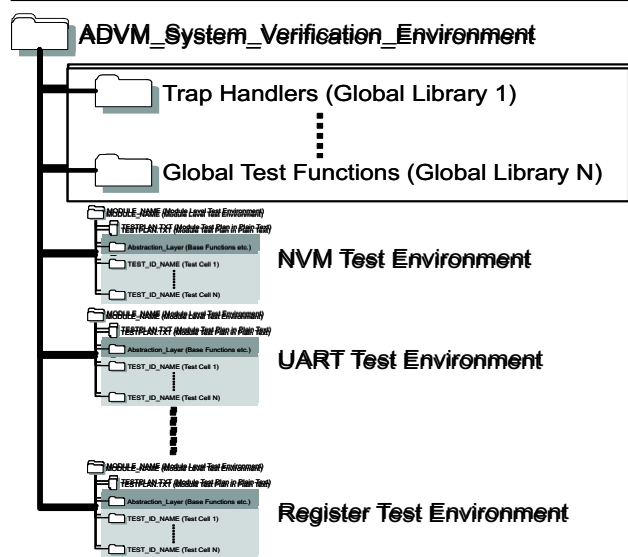 ADVM_System_Verification_Environment
Trap Handlers (Global Library 1)
Global Test Functions (Global Library N)
MODULE_NAME (Module Level Test Environment)
TESTPLAN.TXT (Module Test Plan in Plain Text)
Abstraction_Layer (Base Functions etc.)
TEST_ID_NAME (Test Cell 1)
TEST_ID_NAME (Test Cell N)
NVM Test Environment
MODULE_NAME (Module Level Test Environment)
TESTPLAN.TXT (Module Test Plan in Plain Text)
Abstraction_Layer (Base Functions etc.)
TEST_ID_NAME (Test Cell 1)
TEST_ID_NAME (Test Cell N)
UART Test Environment
MODULE_NAME (Module Level Test Environment)
TESTPLAN.TXT (Module Test Plan in Plain Text)
Abstraction_Layer (Base Functions etc.)
TEST_ID_NAME (Test Cell 1)
TEST_ID_NAME (Test Cell N)
Register Test Environment